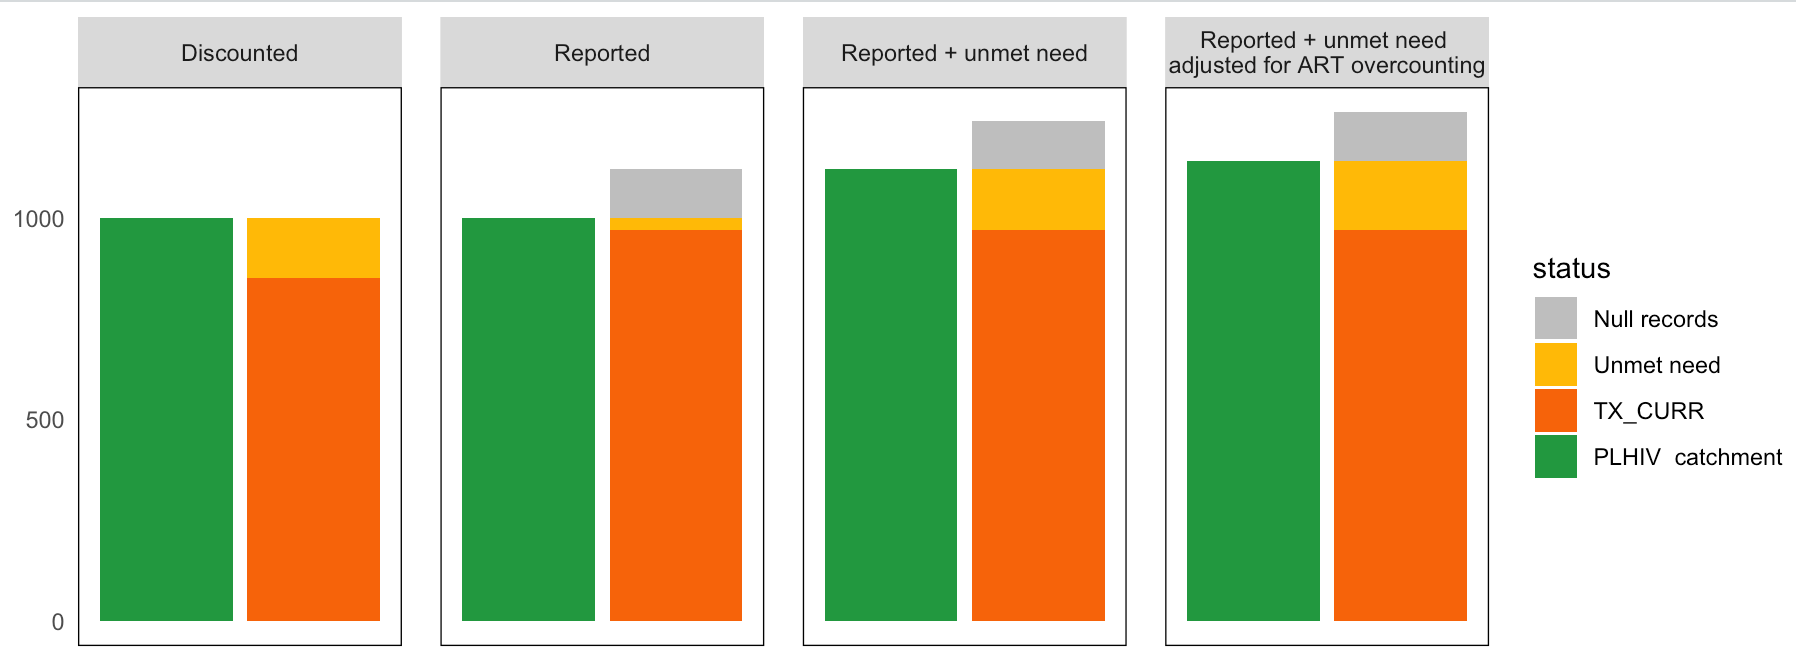 Discounted
Reported
Reported + unmet need
Reported + unmet need
adjusted for ART overcounting
1000
500
0
status
Null records
Unmet need
TX_CURR
PLHIV  catchment